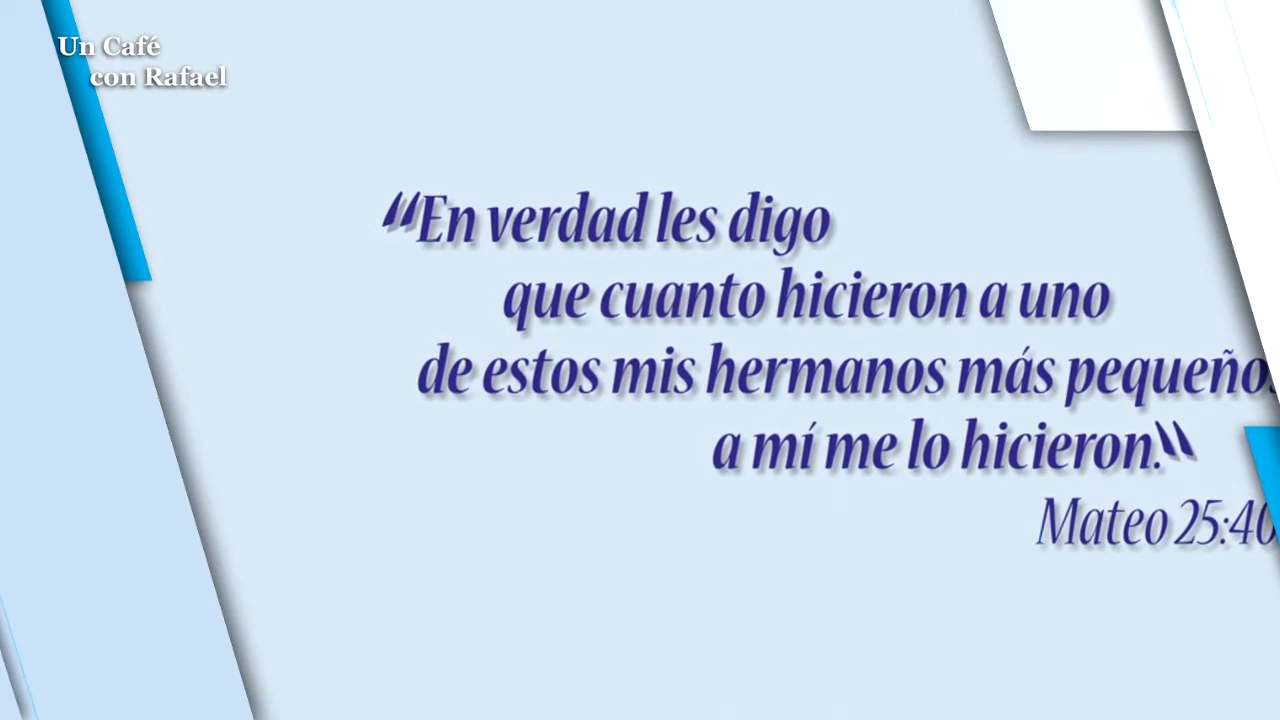 Un Café
con Rafael
“En verdad les digo
que cuanto hicieron a uno
de estos mis hermanos más pequeños
a mí me lo hicieron.”
Mateo 25:40